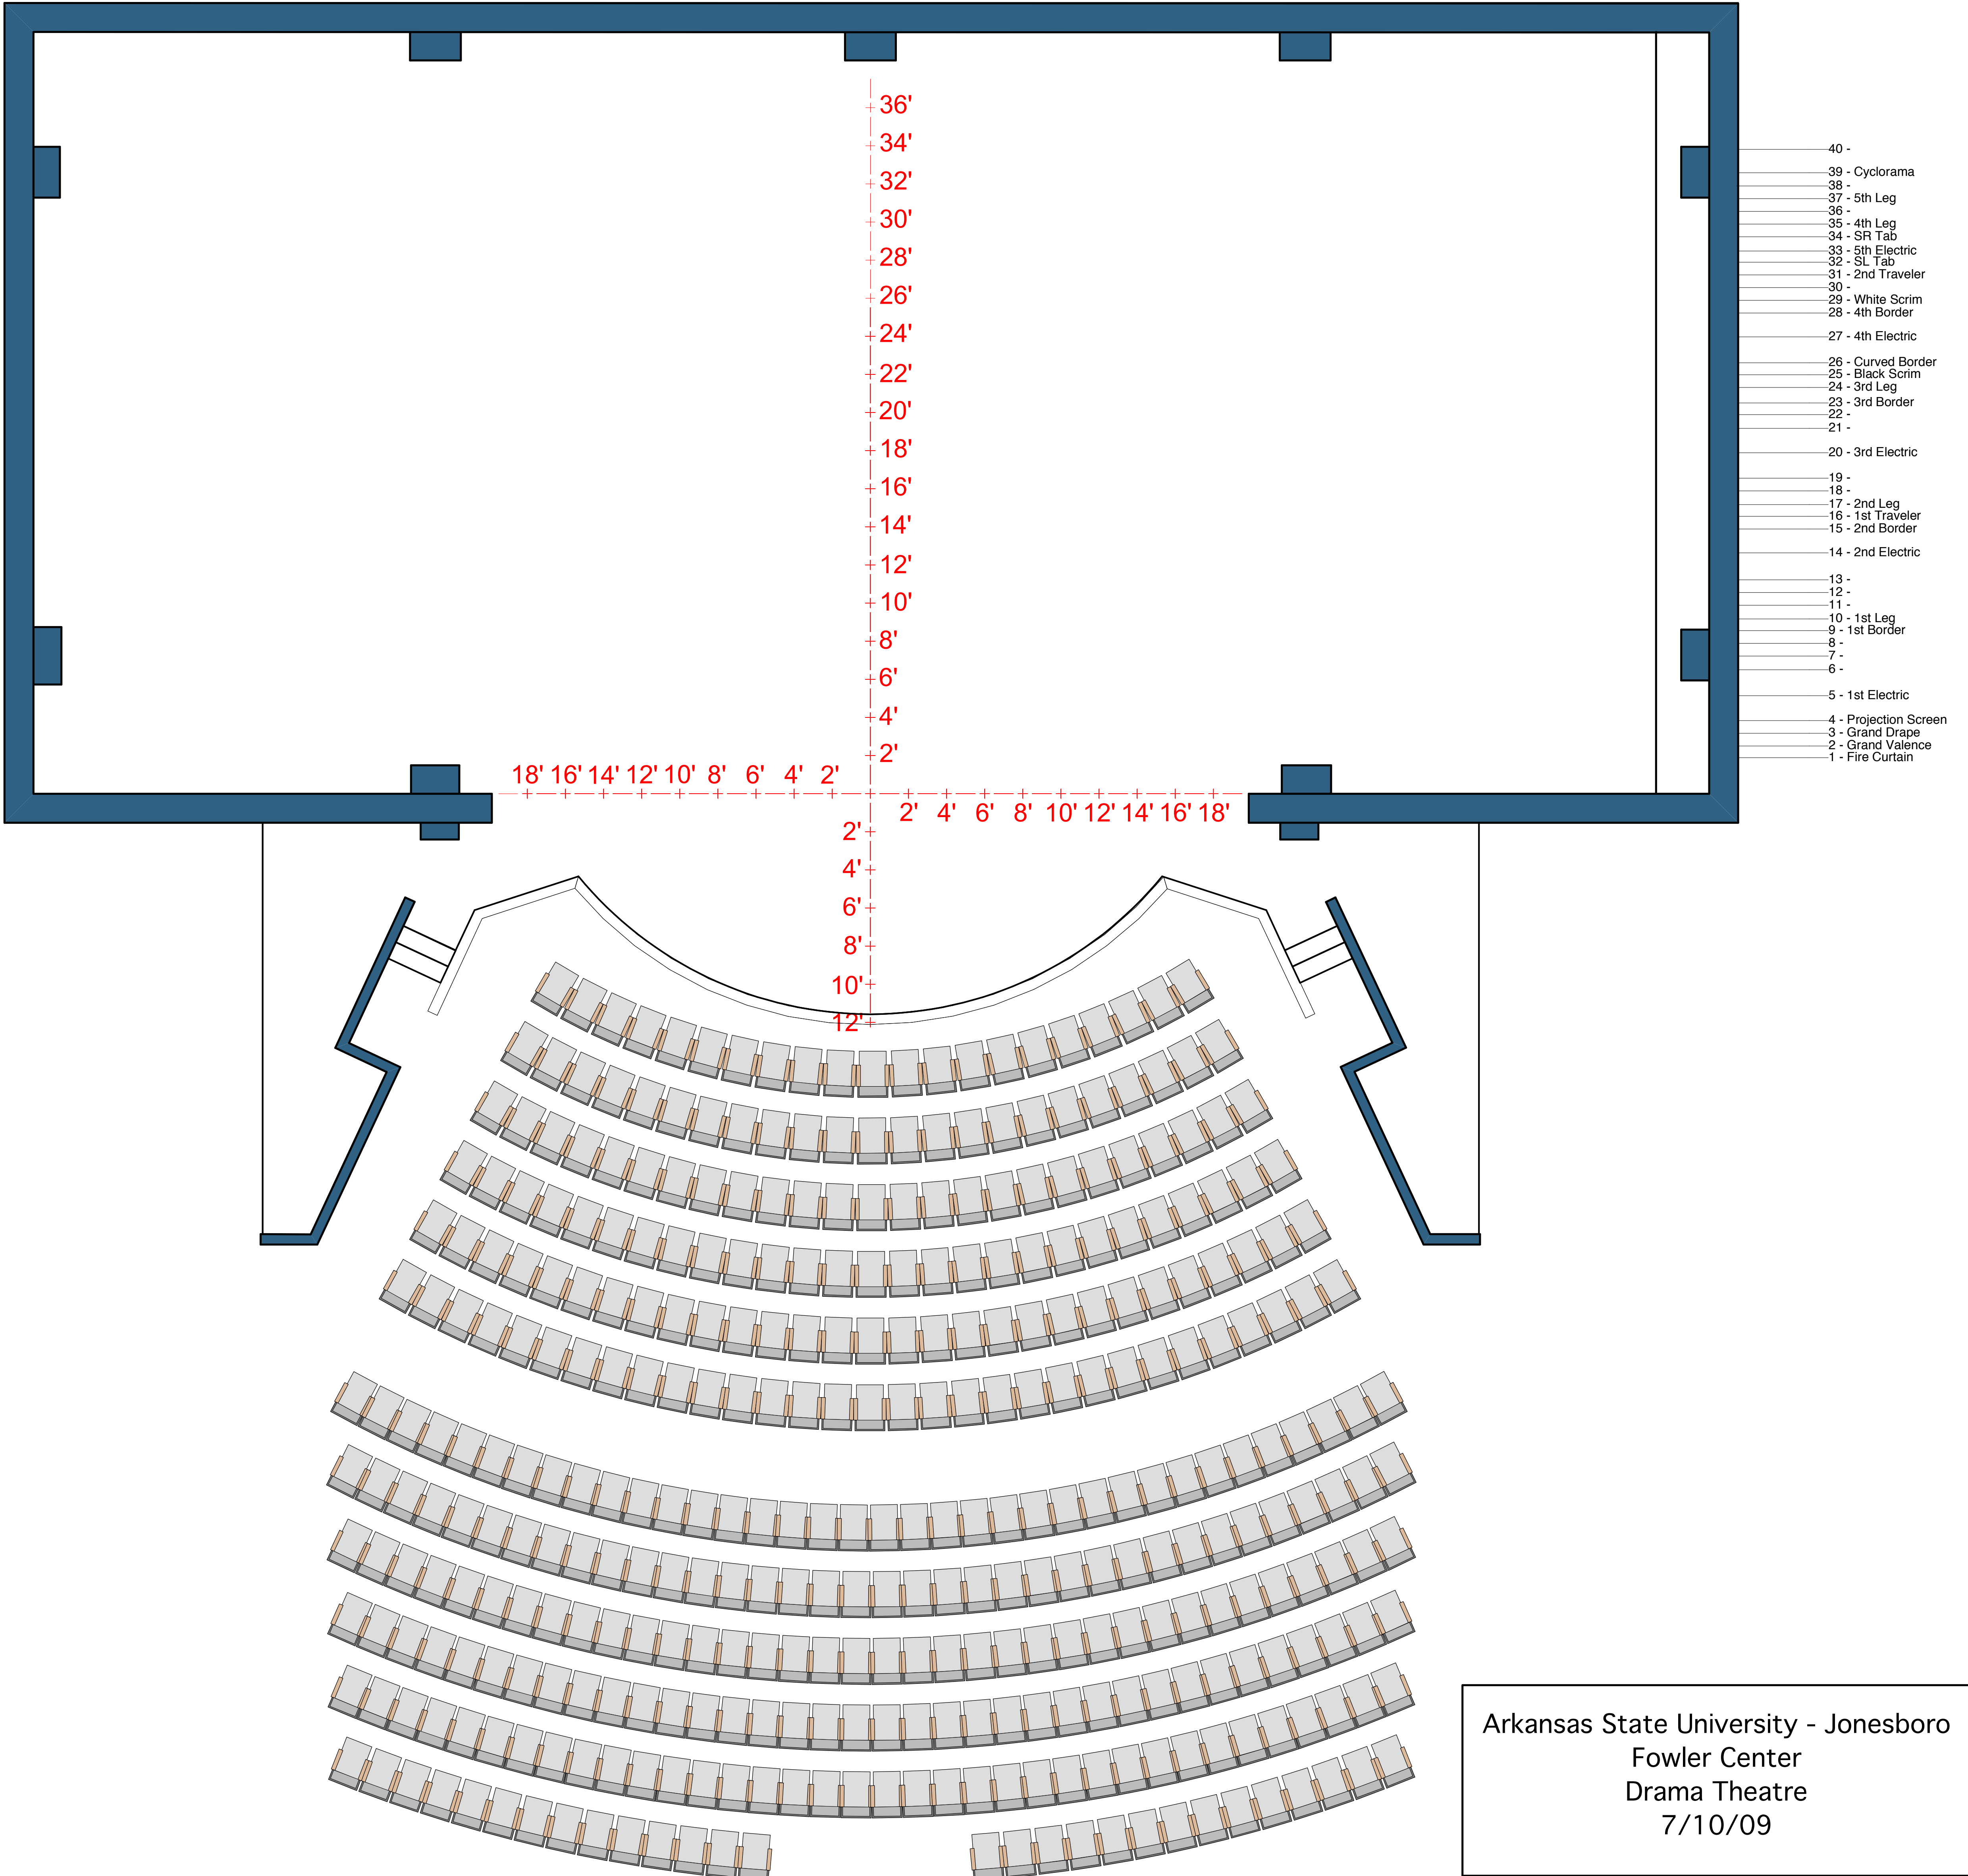 36'
34'
32'
30'
28'
26'
24'
22'
20'
18'
16'
14'
12'
10'
8'
6'
4'
2'
18' 16' 14' 12' 10' 8' 6' 4' 2'
2' 4' 6' 8' 10' 12' 14' 16' 18'
2'
4'
6'
8'
10'
12'
40 -
39 - Cyclorama
38 -
37 - 5th Leg
36 -
35 - 4th Leg
34 - SR Tab
33 - 5th Electric
32 - SL Tab
31 - 2nd Traveler
30 -
29 - White Scrim
28 - 4th Border
27 - 4th Electric
26 - Curved Border
25 - Black Scrim
24 - 3rd Leg
23 - 3rd Border
22 -
21 -
20 - 3rd Electric
19 -
18 -
17 - 2nd Leg
16 - 1st Traveler
15 - 2nd Border
14 - 2nd Electric
13 -
12 -
11 -
10 - 1st Leg
9 - 1st Border
8 -
7 -
6 -
5 - 1st Electric
4 - Projection Screen
3 - Grand Drape
2 - Grand Valence
1 - Fire Curtain
Arkansas State University - Jonesboro
Fowler Center
Drama Theatre
7/10/09